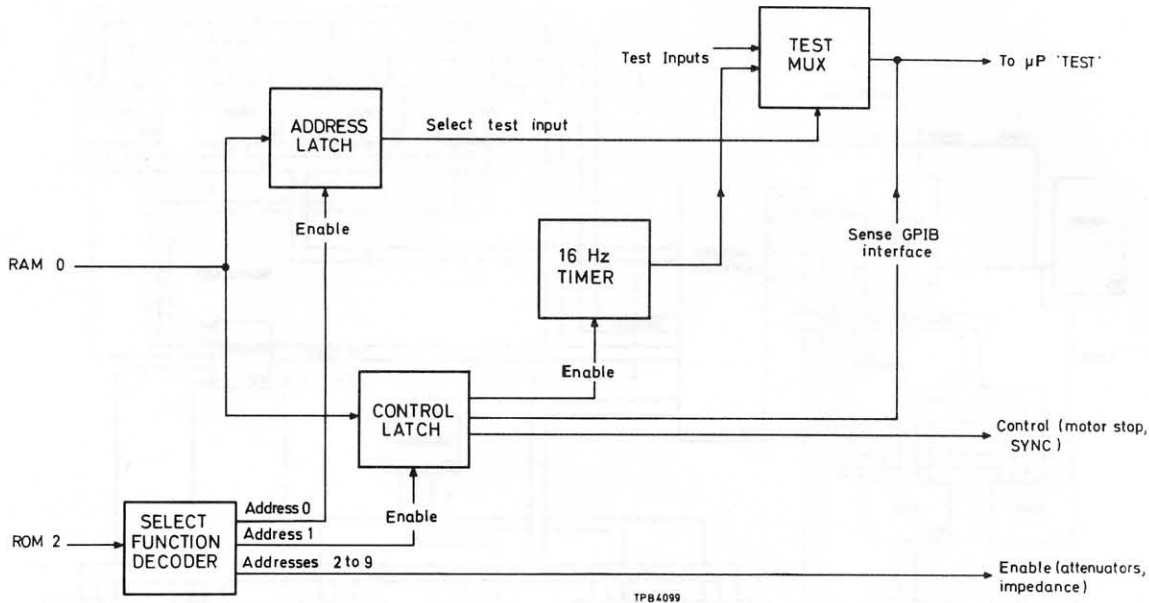 TEST
MUX
Test Inputs
To µP 'TEST'
ADDRESS
LATCH
Select test input
Enable
Sense GPIB
interface
16 Hz
TIMER
RAM 0
Enable
CONTROL
LATCH
Control (motor stop,
SYNC)
Enable
SELECT
FUNCTION
DECODER
Address 0
Address 1
Addresses 2 to 9
ROM 2
Enable (attenuators,
impedance)
TPB4099